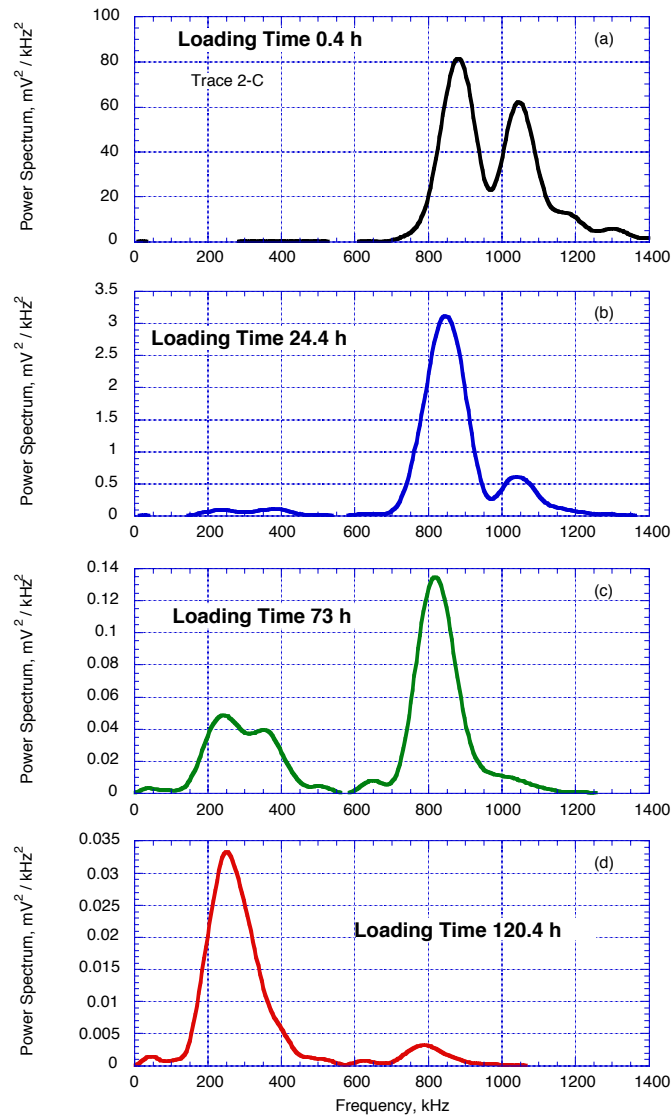 Loading Time 0.4 h
(a)
Trace 2-C
Power Spectrum, mV² / kHz²
100
80
60
40
20
0
0 200 400 600 800 1000 1200 1400
Loading Time 24.4 h
(b)
Power Spectrum, mV² / kHz²
3.5
3
2.5
2
1.5
1
0.5
0
0 200 400 600 800 1000 1200 1400
Loading Time 73 h
(c)
Power Spectrum, mV² / kHz²
0.14
0.12
0.1
0.08
0.06
0.04
0.02
0
0 200 400 600 800 1000 1200 1400
Loading Time 120.4 h
(d)
Power Spectrum, mV² / kHz²
0.035
0.03
0.025
0.02
0.015
0.01
0.005
0
0 200 400 600 800 1000 1200 1400
Frequency, kHz